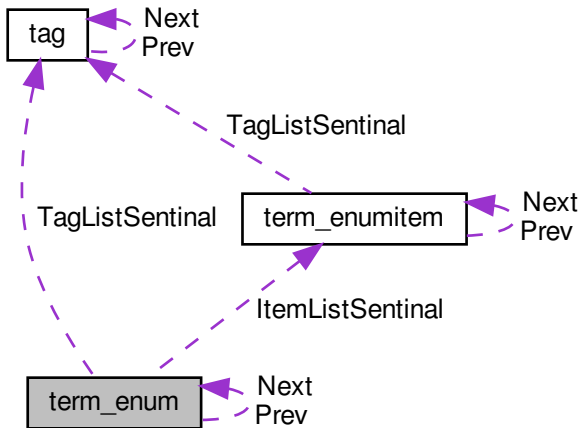 tag
Next
Prev
TagListSentinal
TagListSentinal
term_enumitem
Next
Prev
ItemListSentinal
term_enum
Next
Prev